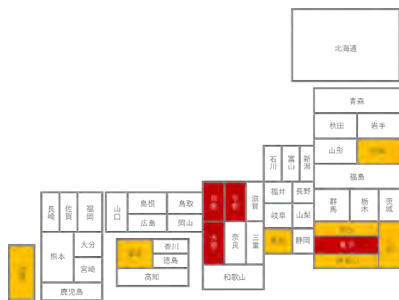 北海道
青森
秋田
岩手
山形
福島
石川
富山
新潟
福井
長野
群馬
栃木
茨城
岐阜
山梨
静岡
滋賀
奈良
三重
和歌山
鳥取
島根
岡山
広島
山口
香川
徳島
高知
福岡
佐賀
長崎
大分
熊本
宮崎
鹿児島
東京